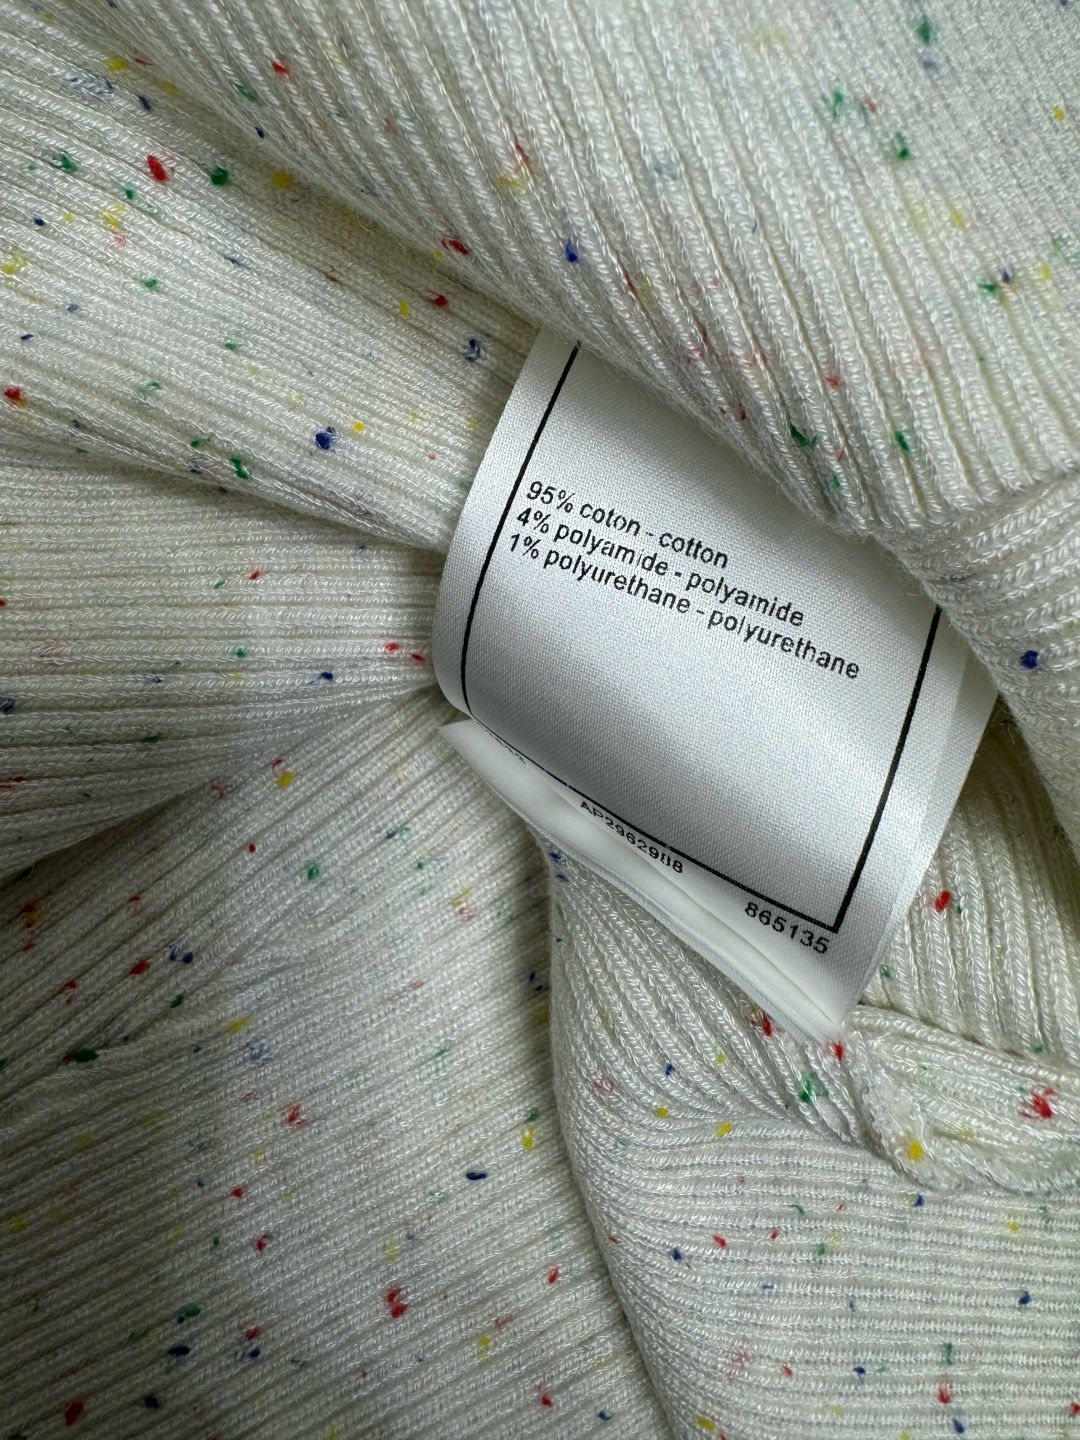 95% coton - cotton
4% polyamide - polyamide
1% polyurethane - polyurethane
AP2962988
865135